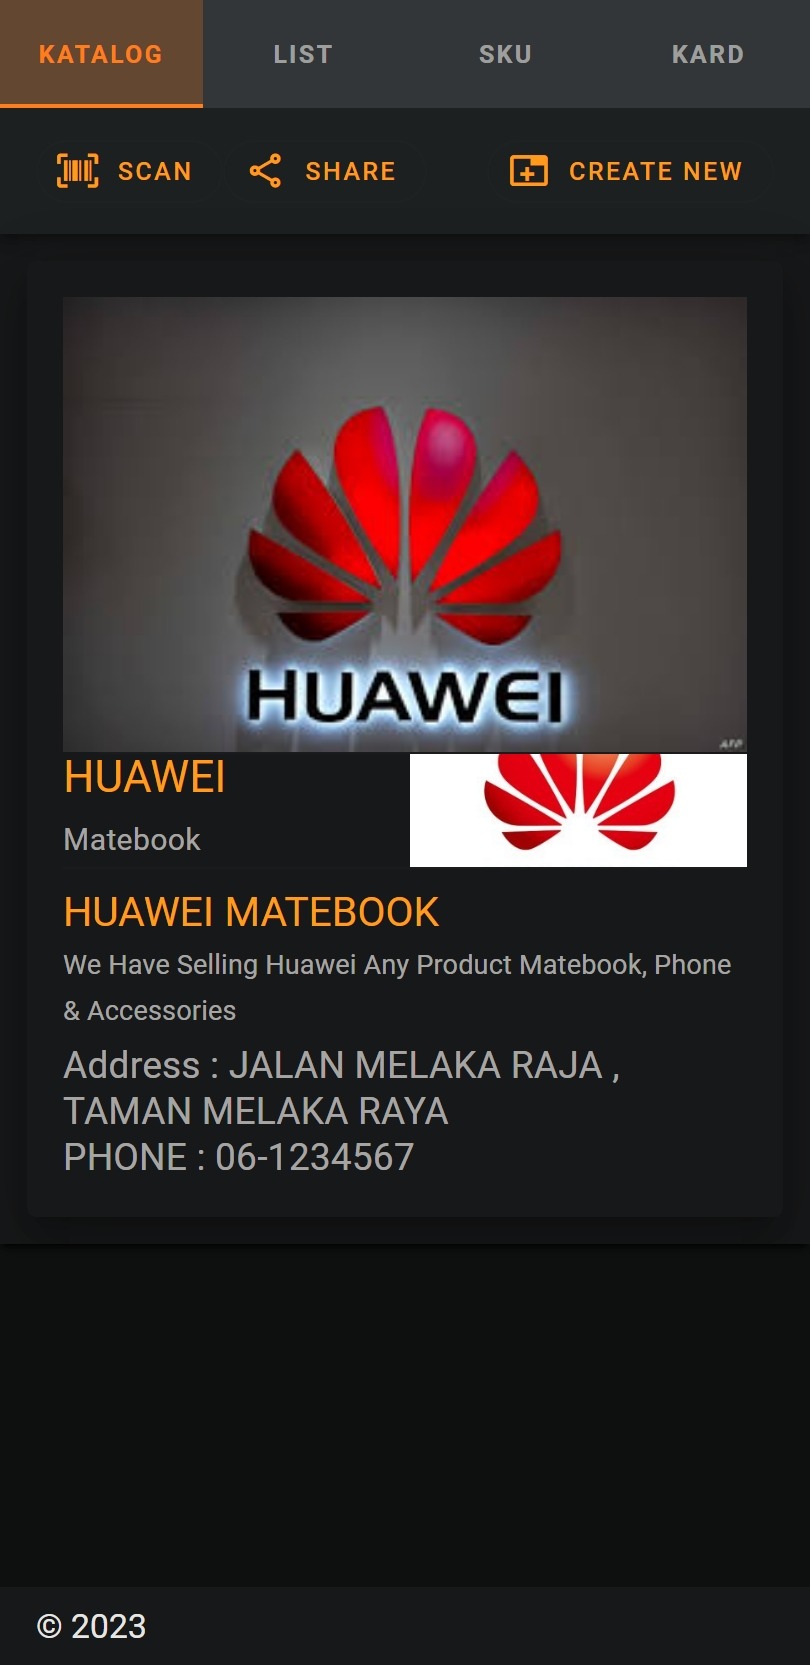 KATALOG LIST SKU KARD
SCAN SHARE CREATE NEW
HUAWEI
AFP
HUAWEI
Matebook
HUAWEI MATEBOOK
We Have Selling Huawei Any Product Matebook, Phone
& Accessories
Address : JALAN MELAKA RAJA ,
TAMAN MELAKA RAYA
PHONE : 06-1234567
© 2023